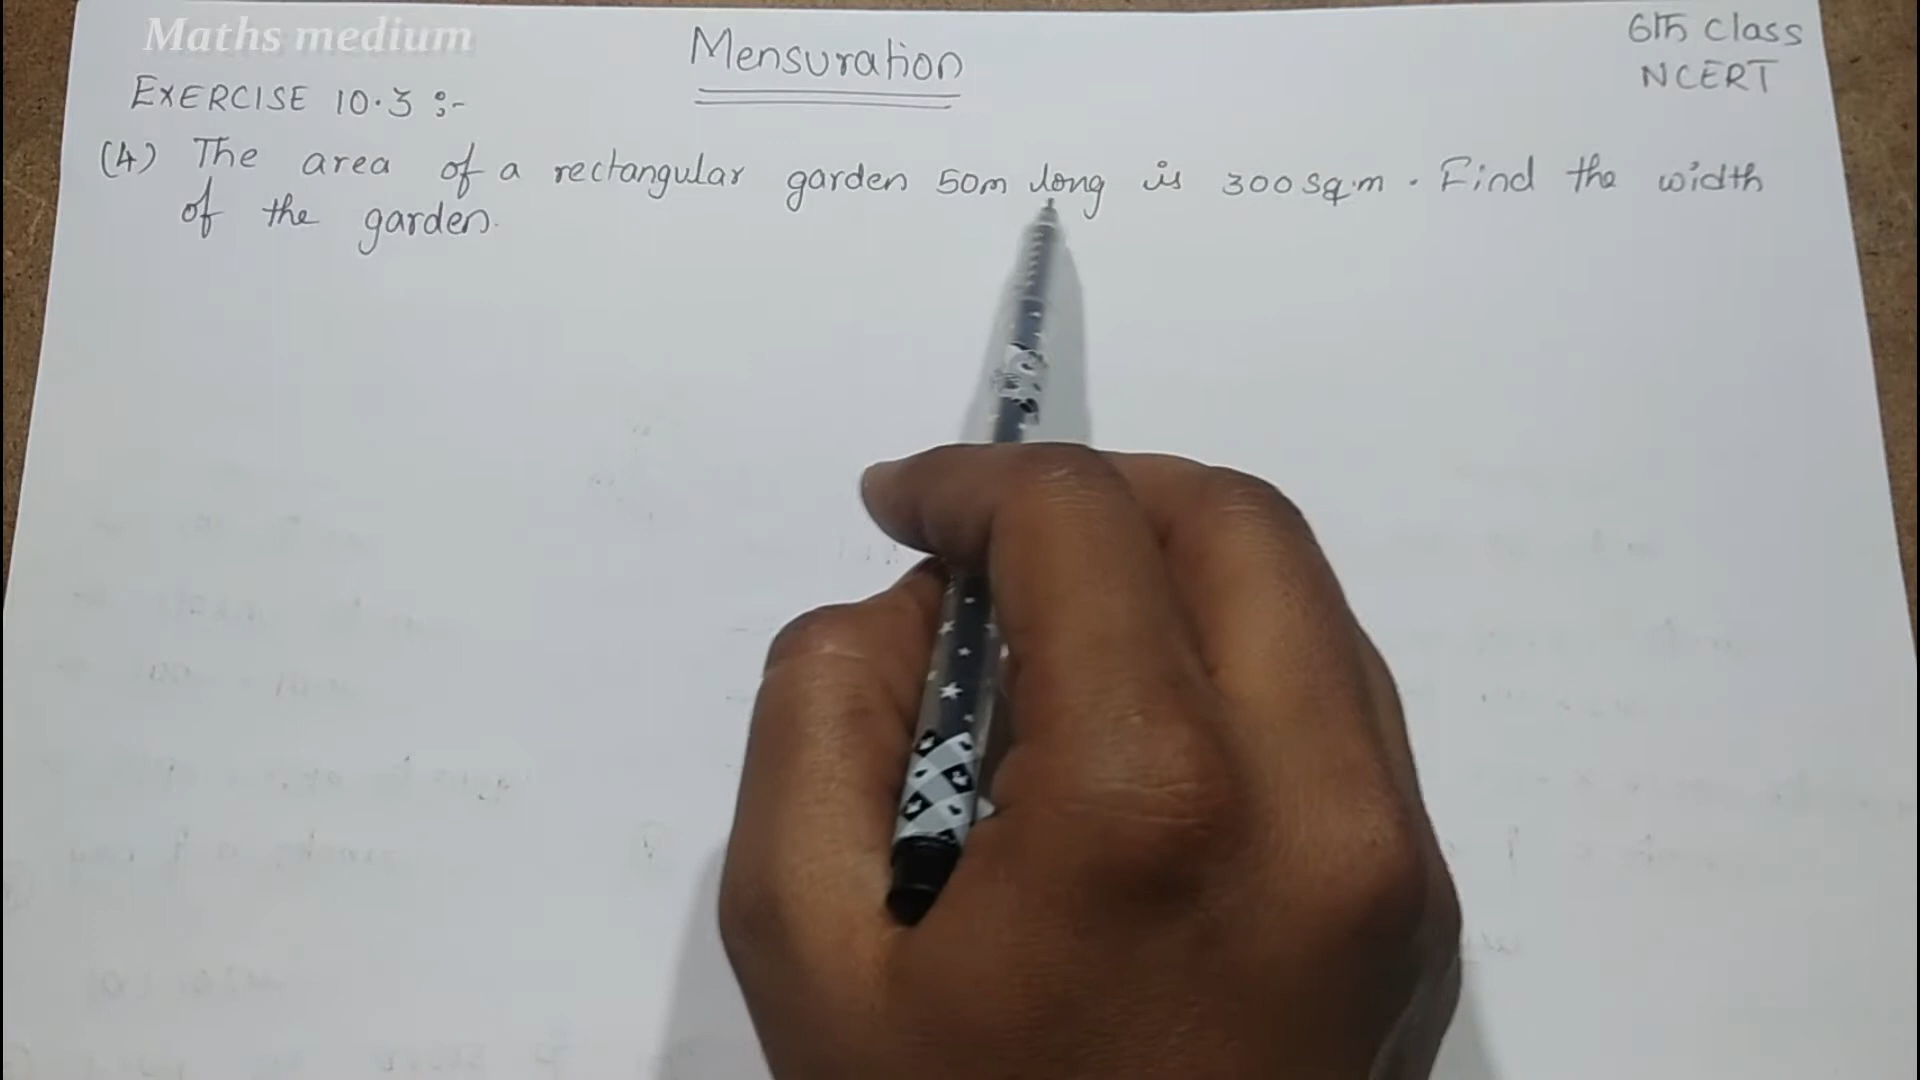 Maths medium
Mensuration
6th class
NCERT
EXERCISE 10.3 :-
(4) The area of a rectangular garden 50m long is 300 sq.m. Find the width
of the garden.